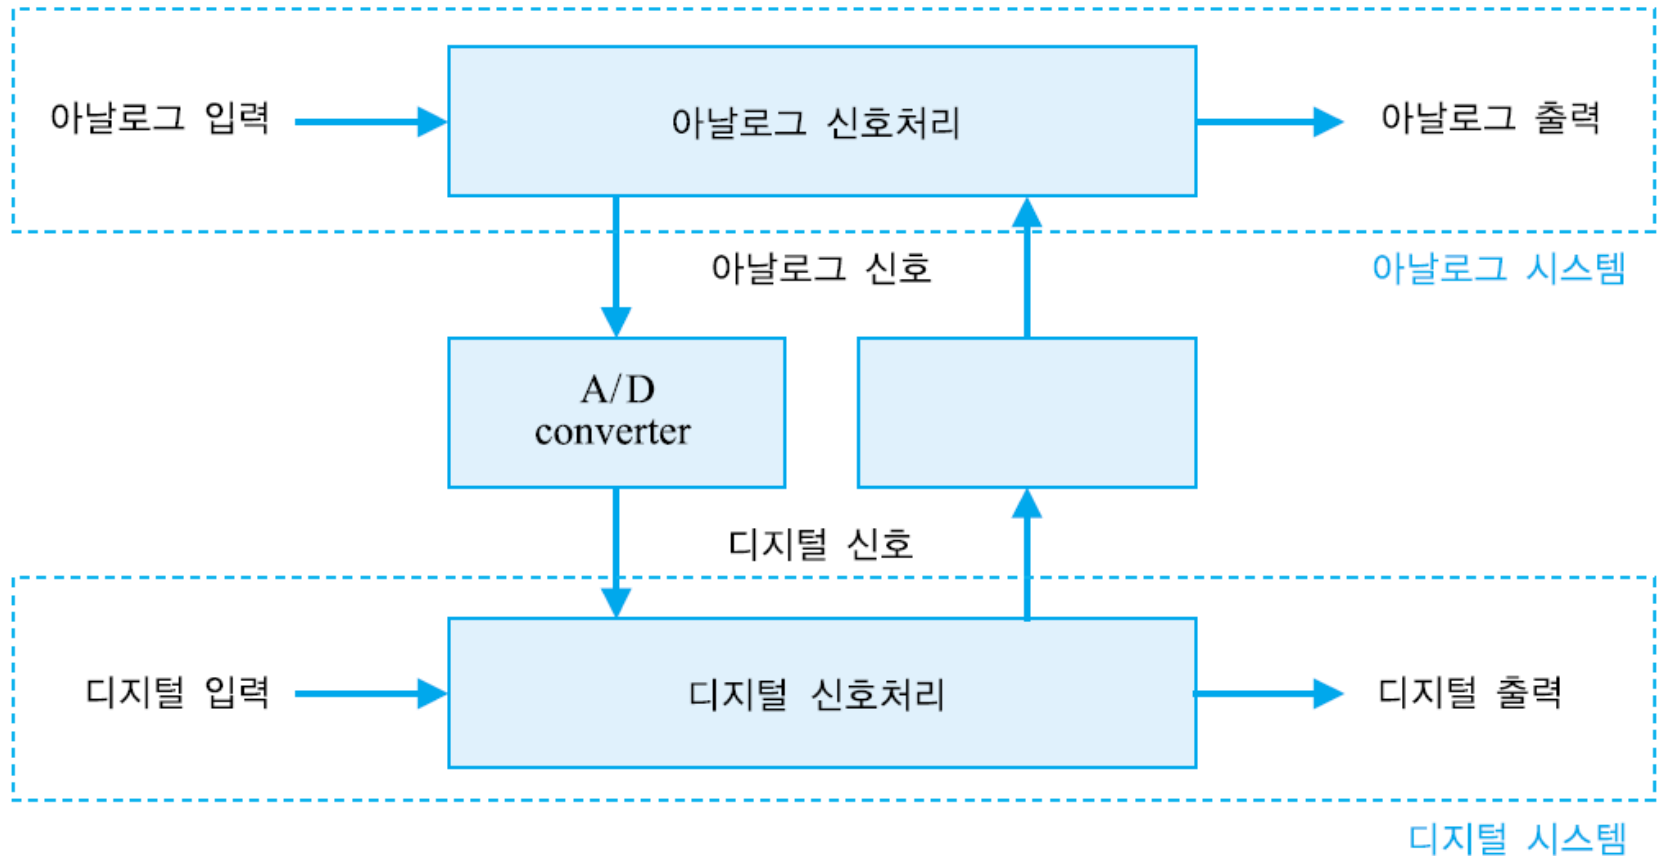 아날로그 입력
아날로그 신호처리
아날로그 출력
아날로그 신호
아날로그 시스템
A/D
converter
디지털 신호
디지털 입력
디지털 신호처리
디지털 출력
디지털 시스템